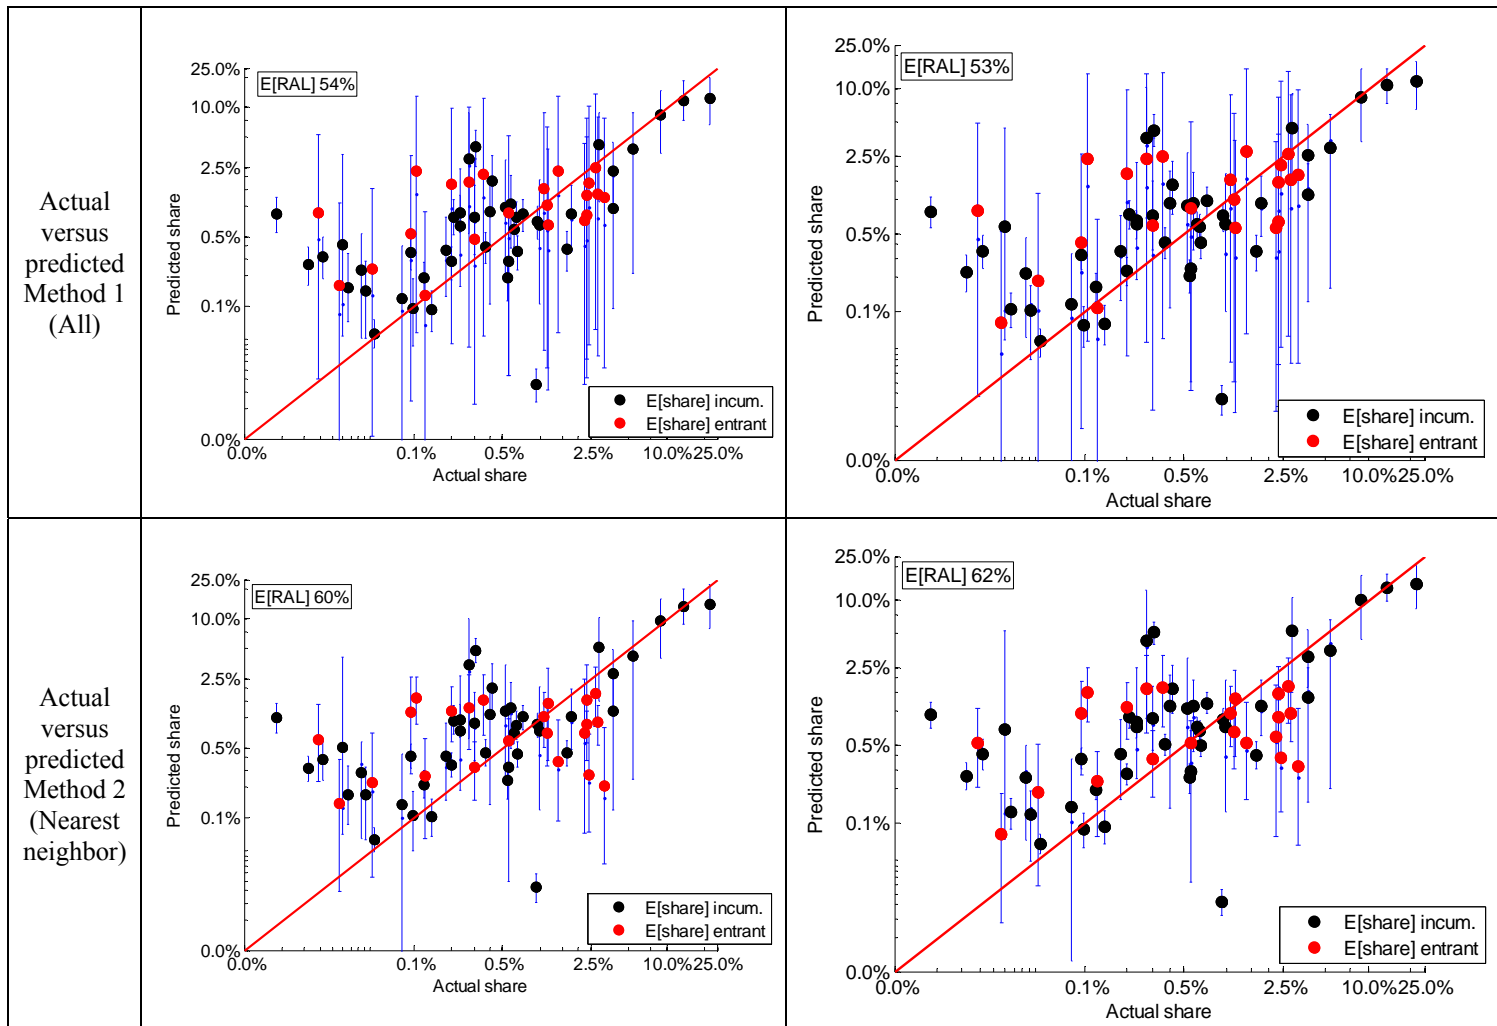 Actual
versus
predicted
Method 1
(All)
25.0%
10.0%
2.5%
0.5%
0.1%
0.0%
Predicted share
E[RAL] 54%
E[share] incum.
E[share] entrant
0.0%
0.1%
0.5%
2.5%
10.0%
25.0%
Actual share
25.0%
10.0%
2.5%
0.5%
0.1%
0.0%
Predicted share
E[RAL] 53%
E[share] incum.
E[share] entrant
0.0%
0.1%
0.5%
2.5%
10.0%
25.0%
Actual share
Actual
versus
predicted
Method 2
(Nearest
neighbor)
25.0%
10.0%
2.5%
0.5%
0.1%
0.0%
Predicted share
E[RAL] 60%
E[share] incum.
E[share] entrant
0.0%
0.1%
0.5%
2.5%
10.0%
25.0%
Actual share
25.0%
10.0%
2.5%
0.5%
0.1%
0.0%
Predicted share
E[RAL] 62%
E[share] incum.
E[share] entrant
0.0%
0.1%
0.5%
2.5%
10.0%
25.0%
Actual share